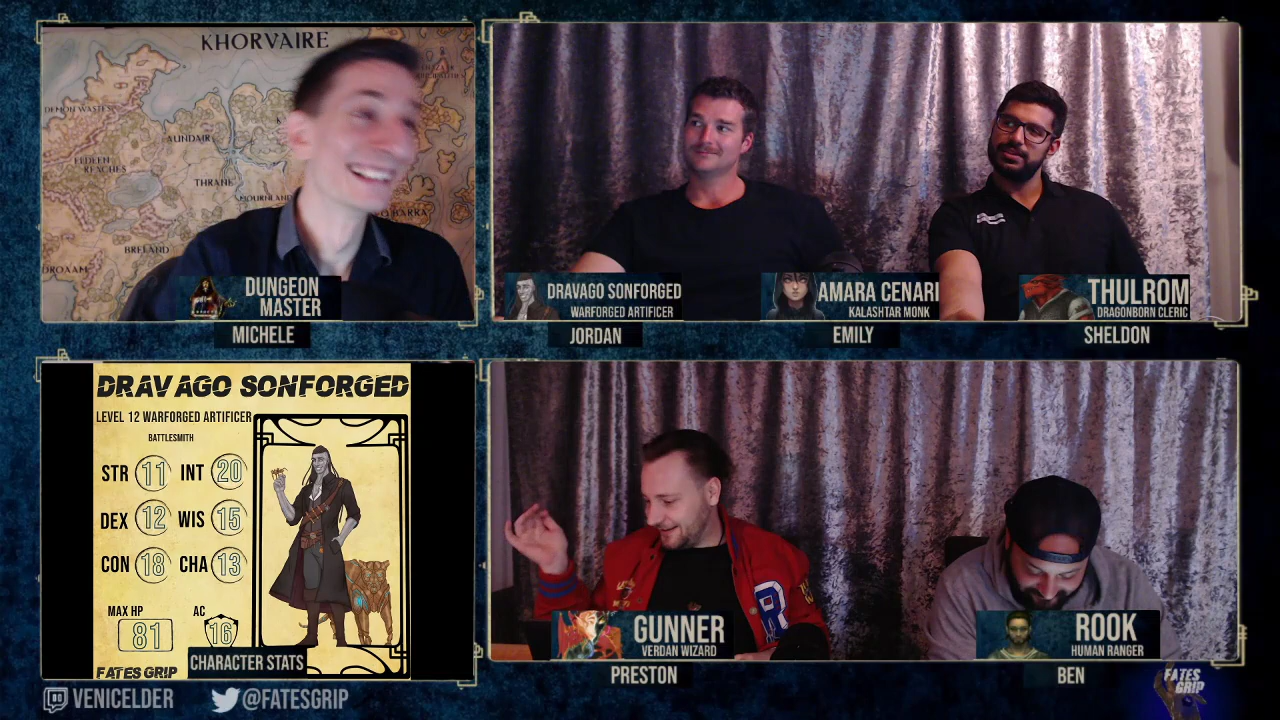 KHORVAIRE
DEMON WASTES
AUNDAIR
ELDEEN
REACHES
THRANE
MOURNLAND
BRELAND
DROAAM
DUNGEON
MASTER
MICHELE
DRAVAGO SONFORGED
WARFORGED ARTIFICER
JORDAN
AMARA CENARI
KALASHTAR MONK
EMILY
THULROM
DRAGONBORN CLERIC
SHELDON
DRAVAGO SONFORGED
LEVEL 12 WARFORGED ARTIFICER
BATTLESMITH
STR 11 INT 20
DEX 12 WIS 15
CON 18 CHA 13
MAX HP AC
81 16
FATES GRIP
CHARACTER STATS
R
GUNNER
VERDAN WIZARD
PRESTON
ROOK
HUMAN RANGER
BEN
VENICELDER @FATESGRIP
FATES
GRIP